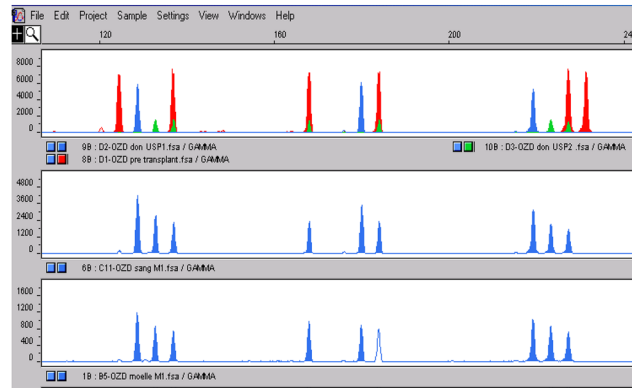 File Edit Project Sample Settings View Windows Help
120 160 200 24
8000
6000
4000
2000
0
9B : D2-OZD don USP1.fsa / GAMMA 10B : D3-OZD don USP2 .fsa / GAMMA
8B : D1-OZD pre transplant.fsa / GAMMA
4800
3600
2400
1200
0
6B : C11-OZD sang M1.fsa / GAMMA
1600
1200
800
400
0
1B : B5-OZD moelle M1.fsa / GAMMA